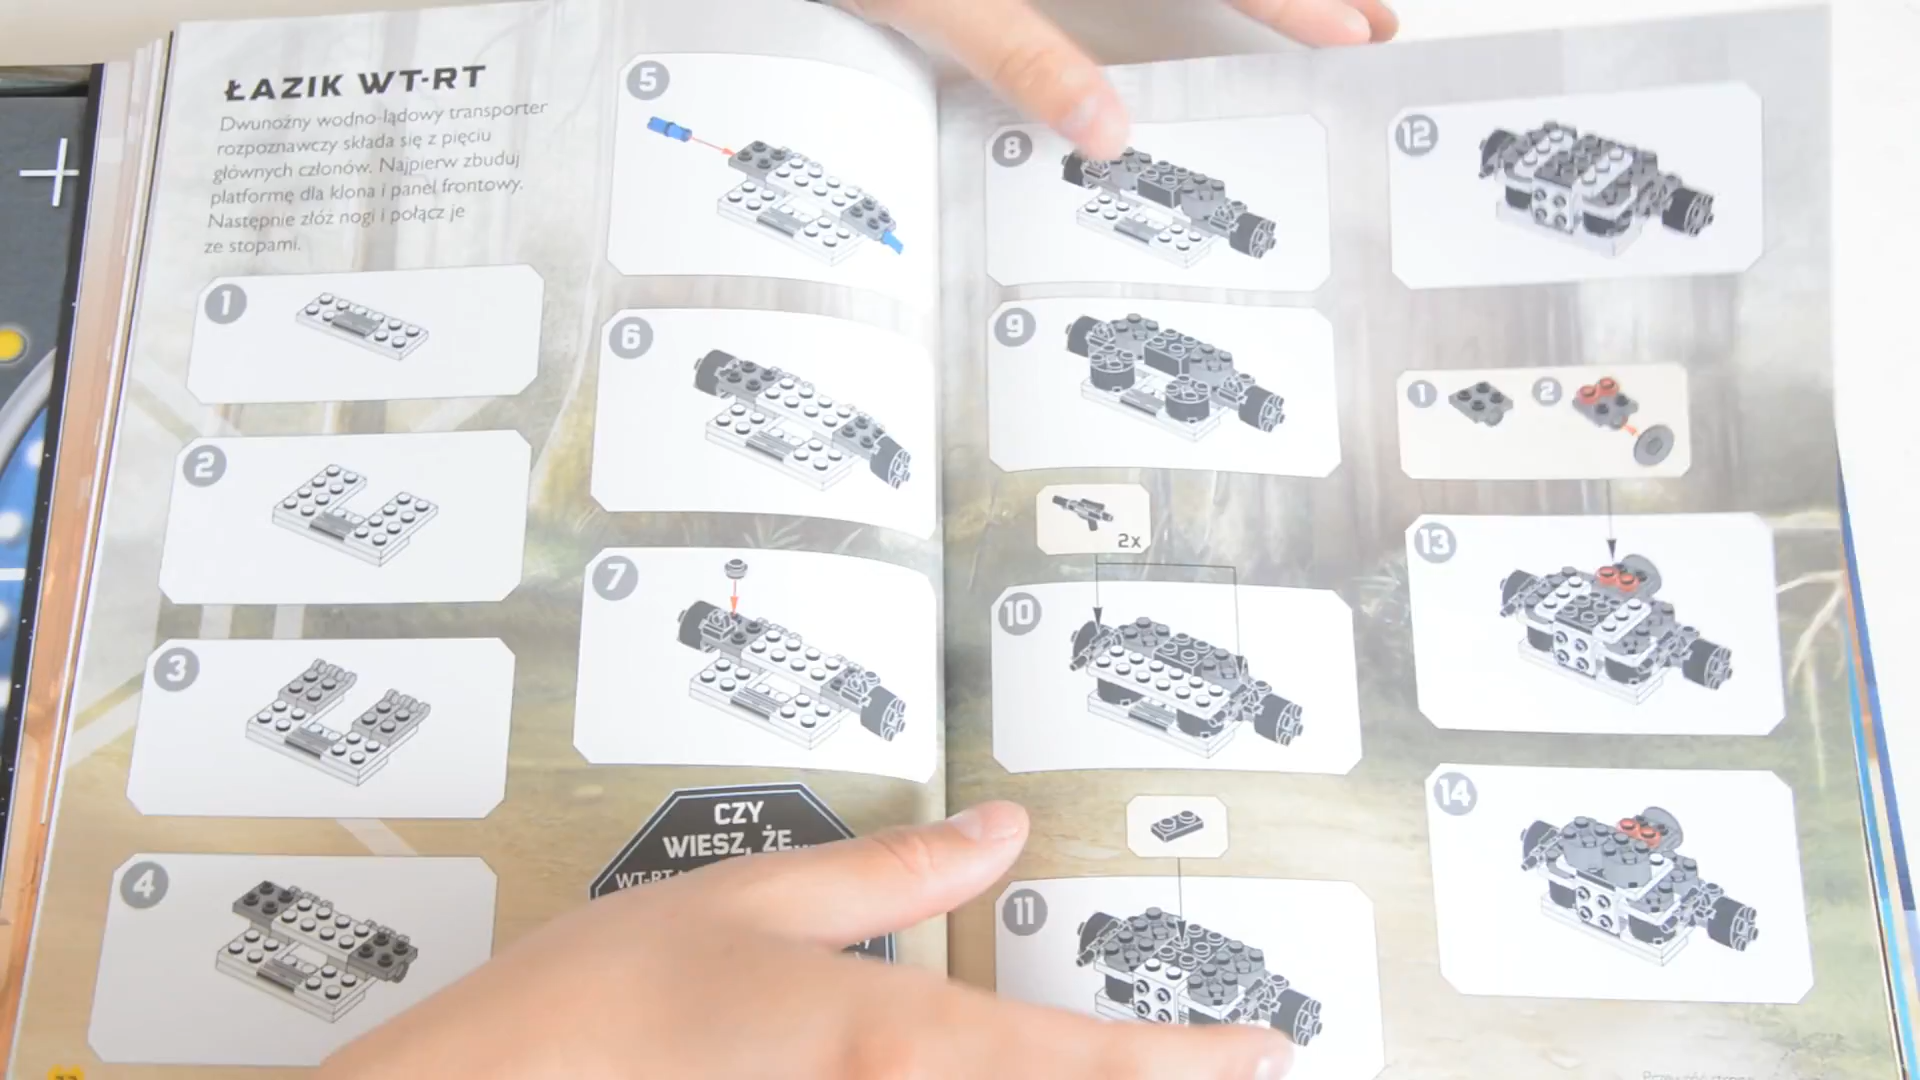 ŁAZIK WT-RT
Dwunożny wodno-lądowy transporter
rozpoznawczy składa się z pięciu
głównych członów. Najpierw zbuduj
platformę dla klona i panel frontowy.
Następnie złóż nogi i połącz je
ze stopami.
1
2
3
4
5
6
7
CZY
WIESZ, ŻE...
WT-RT
8
9
2x
10
11
12
1
2
13
14